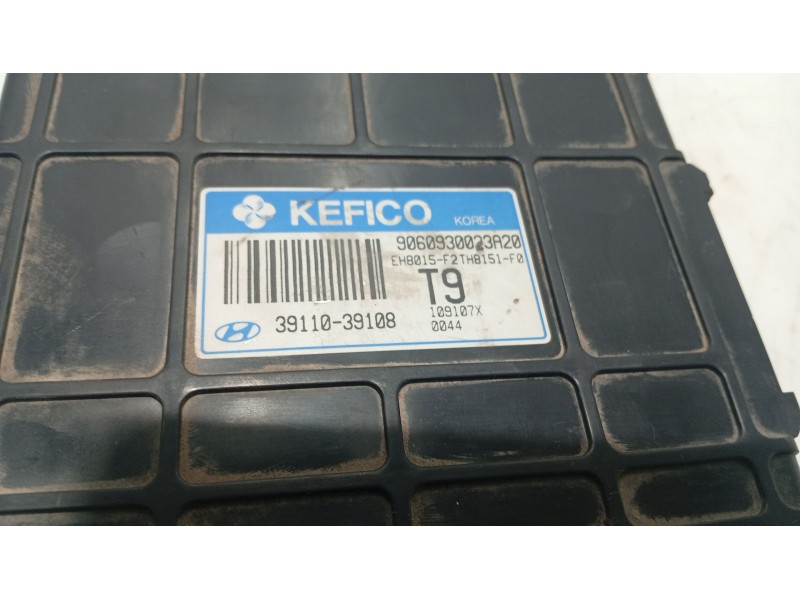 KEFICO KOREA
9060930023A20
EH8015-F2TH8151-F0
T9
39110-39108
109107X
0044